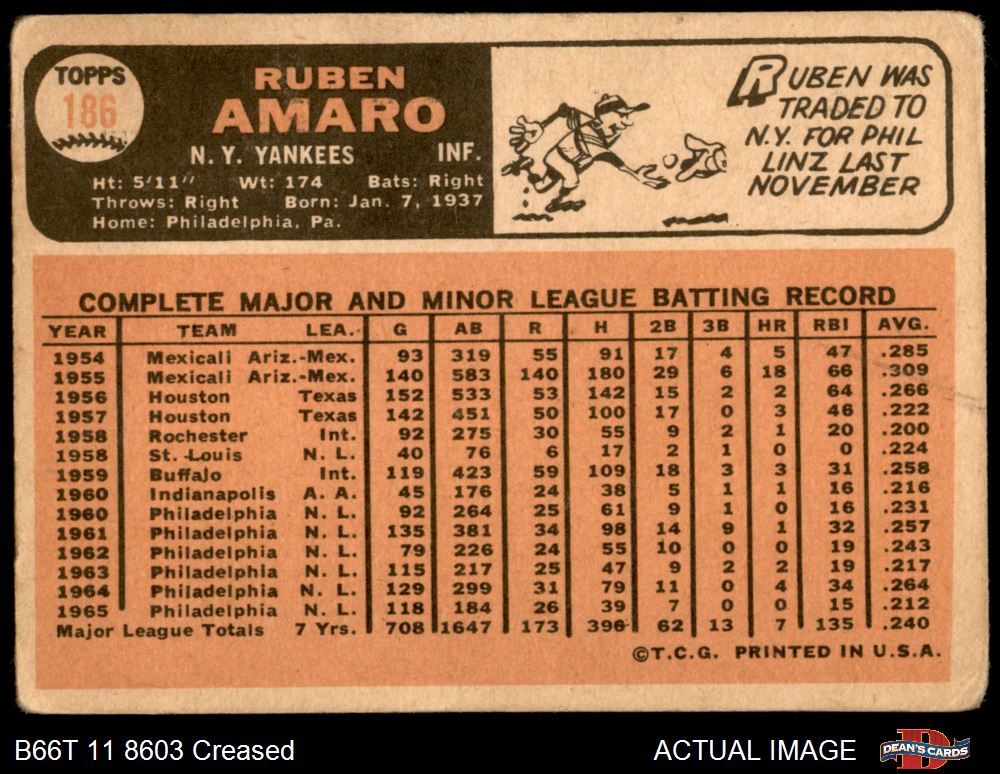 TOPPS
186
RUBEN
AMARO
N. Y. YANKEES INF.
Ht: 5'11" Wt: 174 Bats: Right
Throws: Right Born: Jan. 7, 1937
Home: Philadelphia, Pa.
RUBEN WAS
TRADED TO
N.Y. FOR PHIL
LINZ LAST
NOVEMBER
COMPLETE MAJOR AND MINOR LEAGUE BATTING RECORD
YEAR TEAM LEA. G AB R H 2B 3B HR RBI AVG.
1954 Mexicali Ariz.-Mex. 93 319 55 91 17 4 5 47 .285
1955 Mexicali Ariz.-Mex. 140 583 140 180 29 6 18 66 .309
1956 Houston Texas 152 533 53 142 15 2 2 64 .266
1957 Houston Texas 142 451 50 100 17 0 3 46 .222
1958 Rochester Int. 92 275 30 55 9 2 1 20 .200
1958 St. Louis N. L. 40 76 6 17 2 1 0 0 .224
1959 Buffalo Int. 119 423 59 109 18 3 3 31 .258
1960 Indianapolis A. A. 45 176 24 38 5 1 1 16 .216
1960 Philadelphia N. L. 92 264 25 61 9 1 0 16 .231
1961 Philadelphia N. L. 135 381 34 98 14 9 1 32 .257
1962 Philadelphia N. L. 79 226 24 55 10 0 0 19 .243
1963 Philadelphia N. L. 115 217 25 47 9 2 2 19 .217
1964 Philadelphia N. L. 129 299 31 79 11 0 4 34 .264
1965 Philadelphia N. L. 118 184 26 39 7 0 0 15 .212
Major League Totals 7 Yrs. 708 1647 173 396 62 13 7 135 .240
©T.C.G. PRINTED IN U.S.A.
B66T 11 8603 Creased ACTUAL IMAGE DEAN'S CARDS